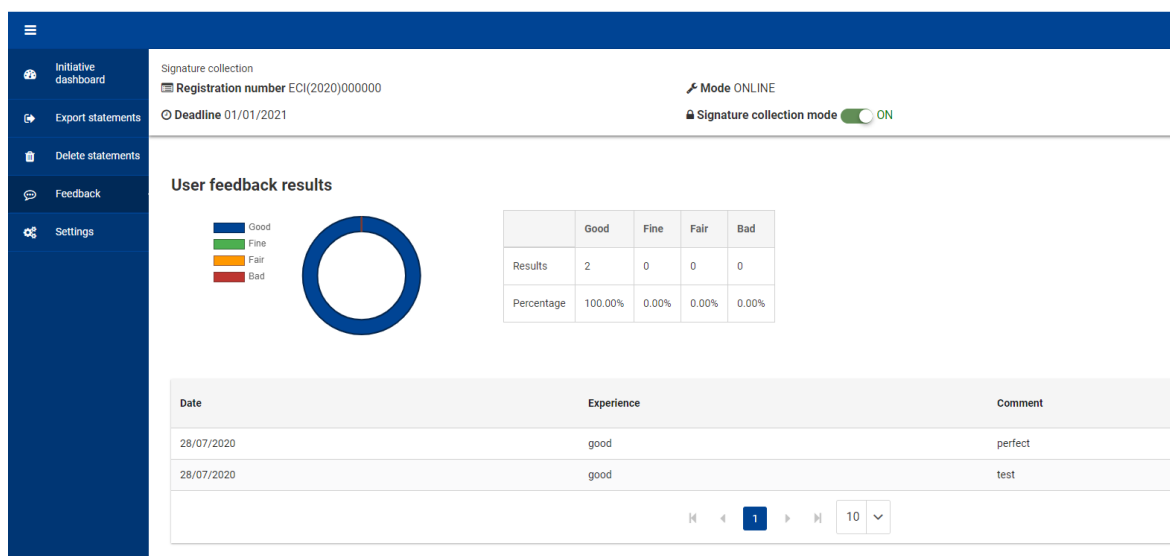 Initiative
dashboard
Export statements
Delete statements
Feedback
Settings
Signature collection
Registration number ECI(2020)000000
Mode ONLINE
Deadline 01/01/2021
Signature collection mode ON
User feedback results
Good
Fine
Fair
Bad
Good Fine Fair Bad
Results 2 0 0 0
Percentage 100.00% 0.00% 0.00% 0.00%
Date Experience Comment
28/07/2020 good perfect
28/07/2020 good test
1 10